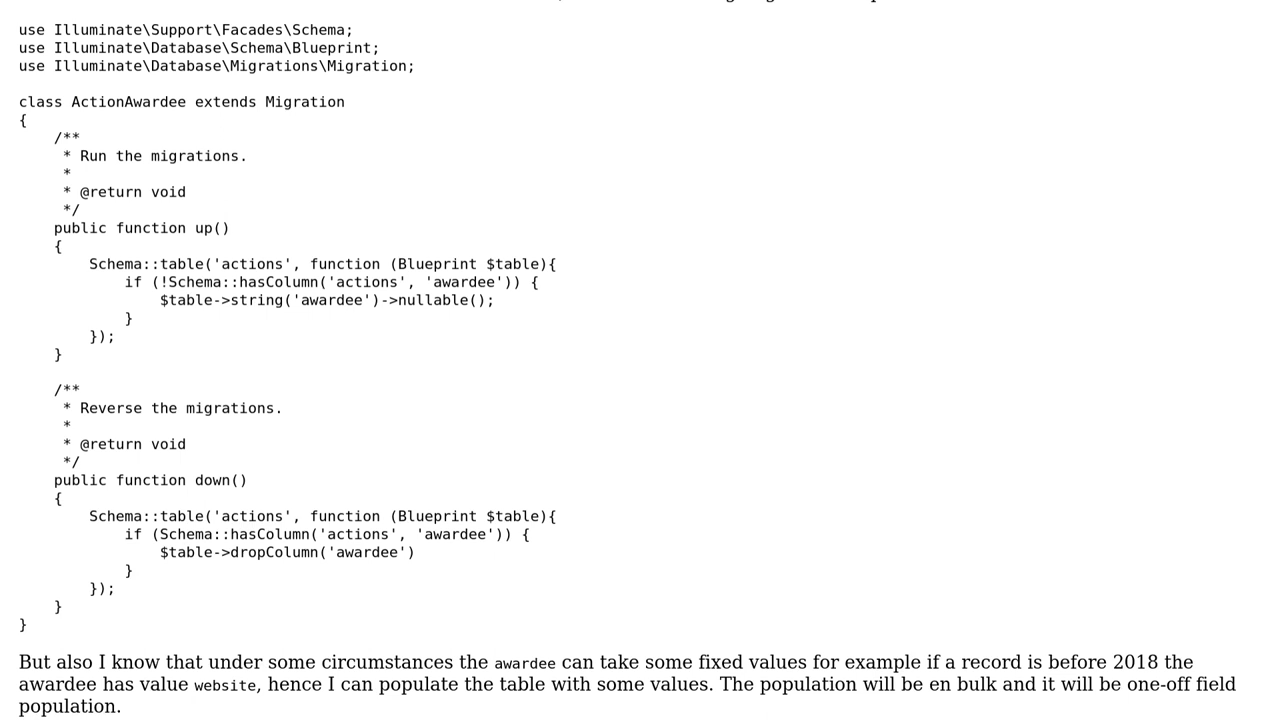 use Illuminate\Support\Facades\Schema;
use Illuminate\Database\Schema\Blueprint;
use Illuminate\Database\Migrations\Migration;

class ActionAwardee extends Migration
{
    /**
     * Run the migrations.
     *
     * @return void
     */
    public function up()
    {
        Schema::table('actions', function (Blueprint $table){
            if (!Schema::hasColumn('actions', 'awardee')) {
                $table->string('awardee')->nullable();
            }
        });
    }

    /**
     * Reverse the migrations.
     *
     * @return void
     */
    public function down()
    {
        Schema::table('actions', function (Blueprint $table){
            if (Schema::hasColumn('actions', 'awardee')) {
                $table->dropColumn('awardee')
            }
        });
    }
}

But also I know that under some circumstances the awardee can take some fixed values for example if a record is before 2018 the
awardee has value website, hence I can populate the table with some values. The population will be en bulk and it will be one-off field
population.